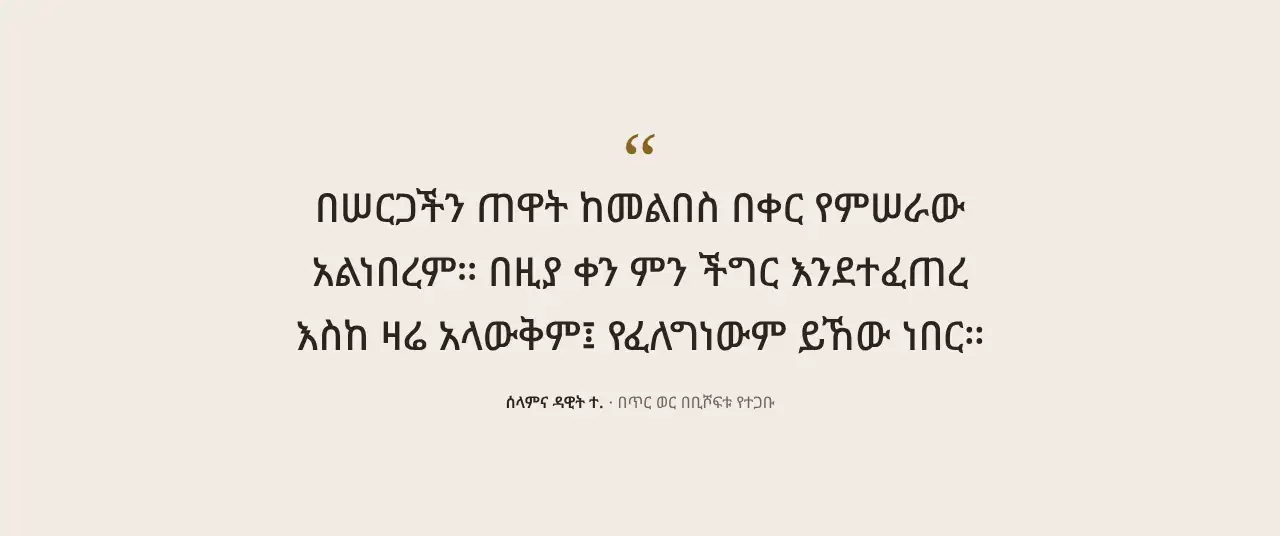 “
በሠርጋችን ጠዋት ከመልበስ በቀር የምሠራው
አልነበረም። በዚያ ቀን ምን ችግር እንደተፈጠረ
እስከ ዛሬ አላውቅም፤ የፈለግነውም ይኸው ነበር።
ሰላምና ዳዊት ተ. · በጥር ወር በቢሾፍቱ የተጋቡ